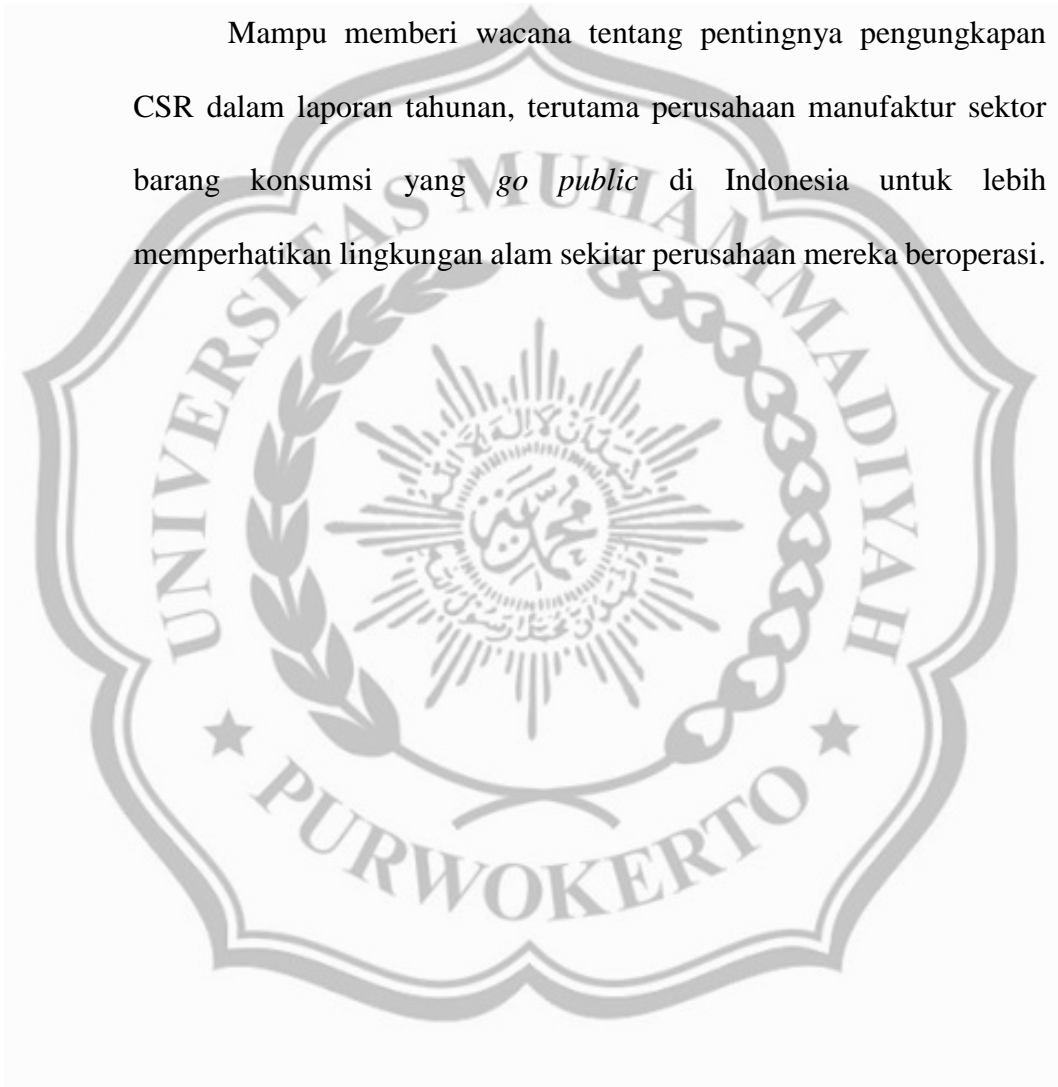 Mampu memberi wacana tentang pentingnya pengungkapan
CSR dalam laporan tahunan, terutama perusahaan manufaktur sektor
barang konsumsi yang go public di Indonesia untuk lebih
memperhatikan lingkungan alam sekitar perusahaan mereka beroperasi.
UNIVERSITAS MUHAMMADIYAH
PURWOKERTO
محمد